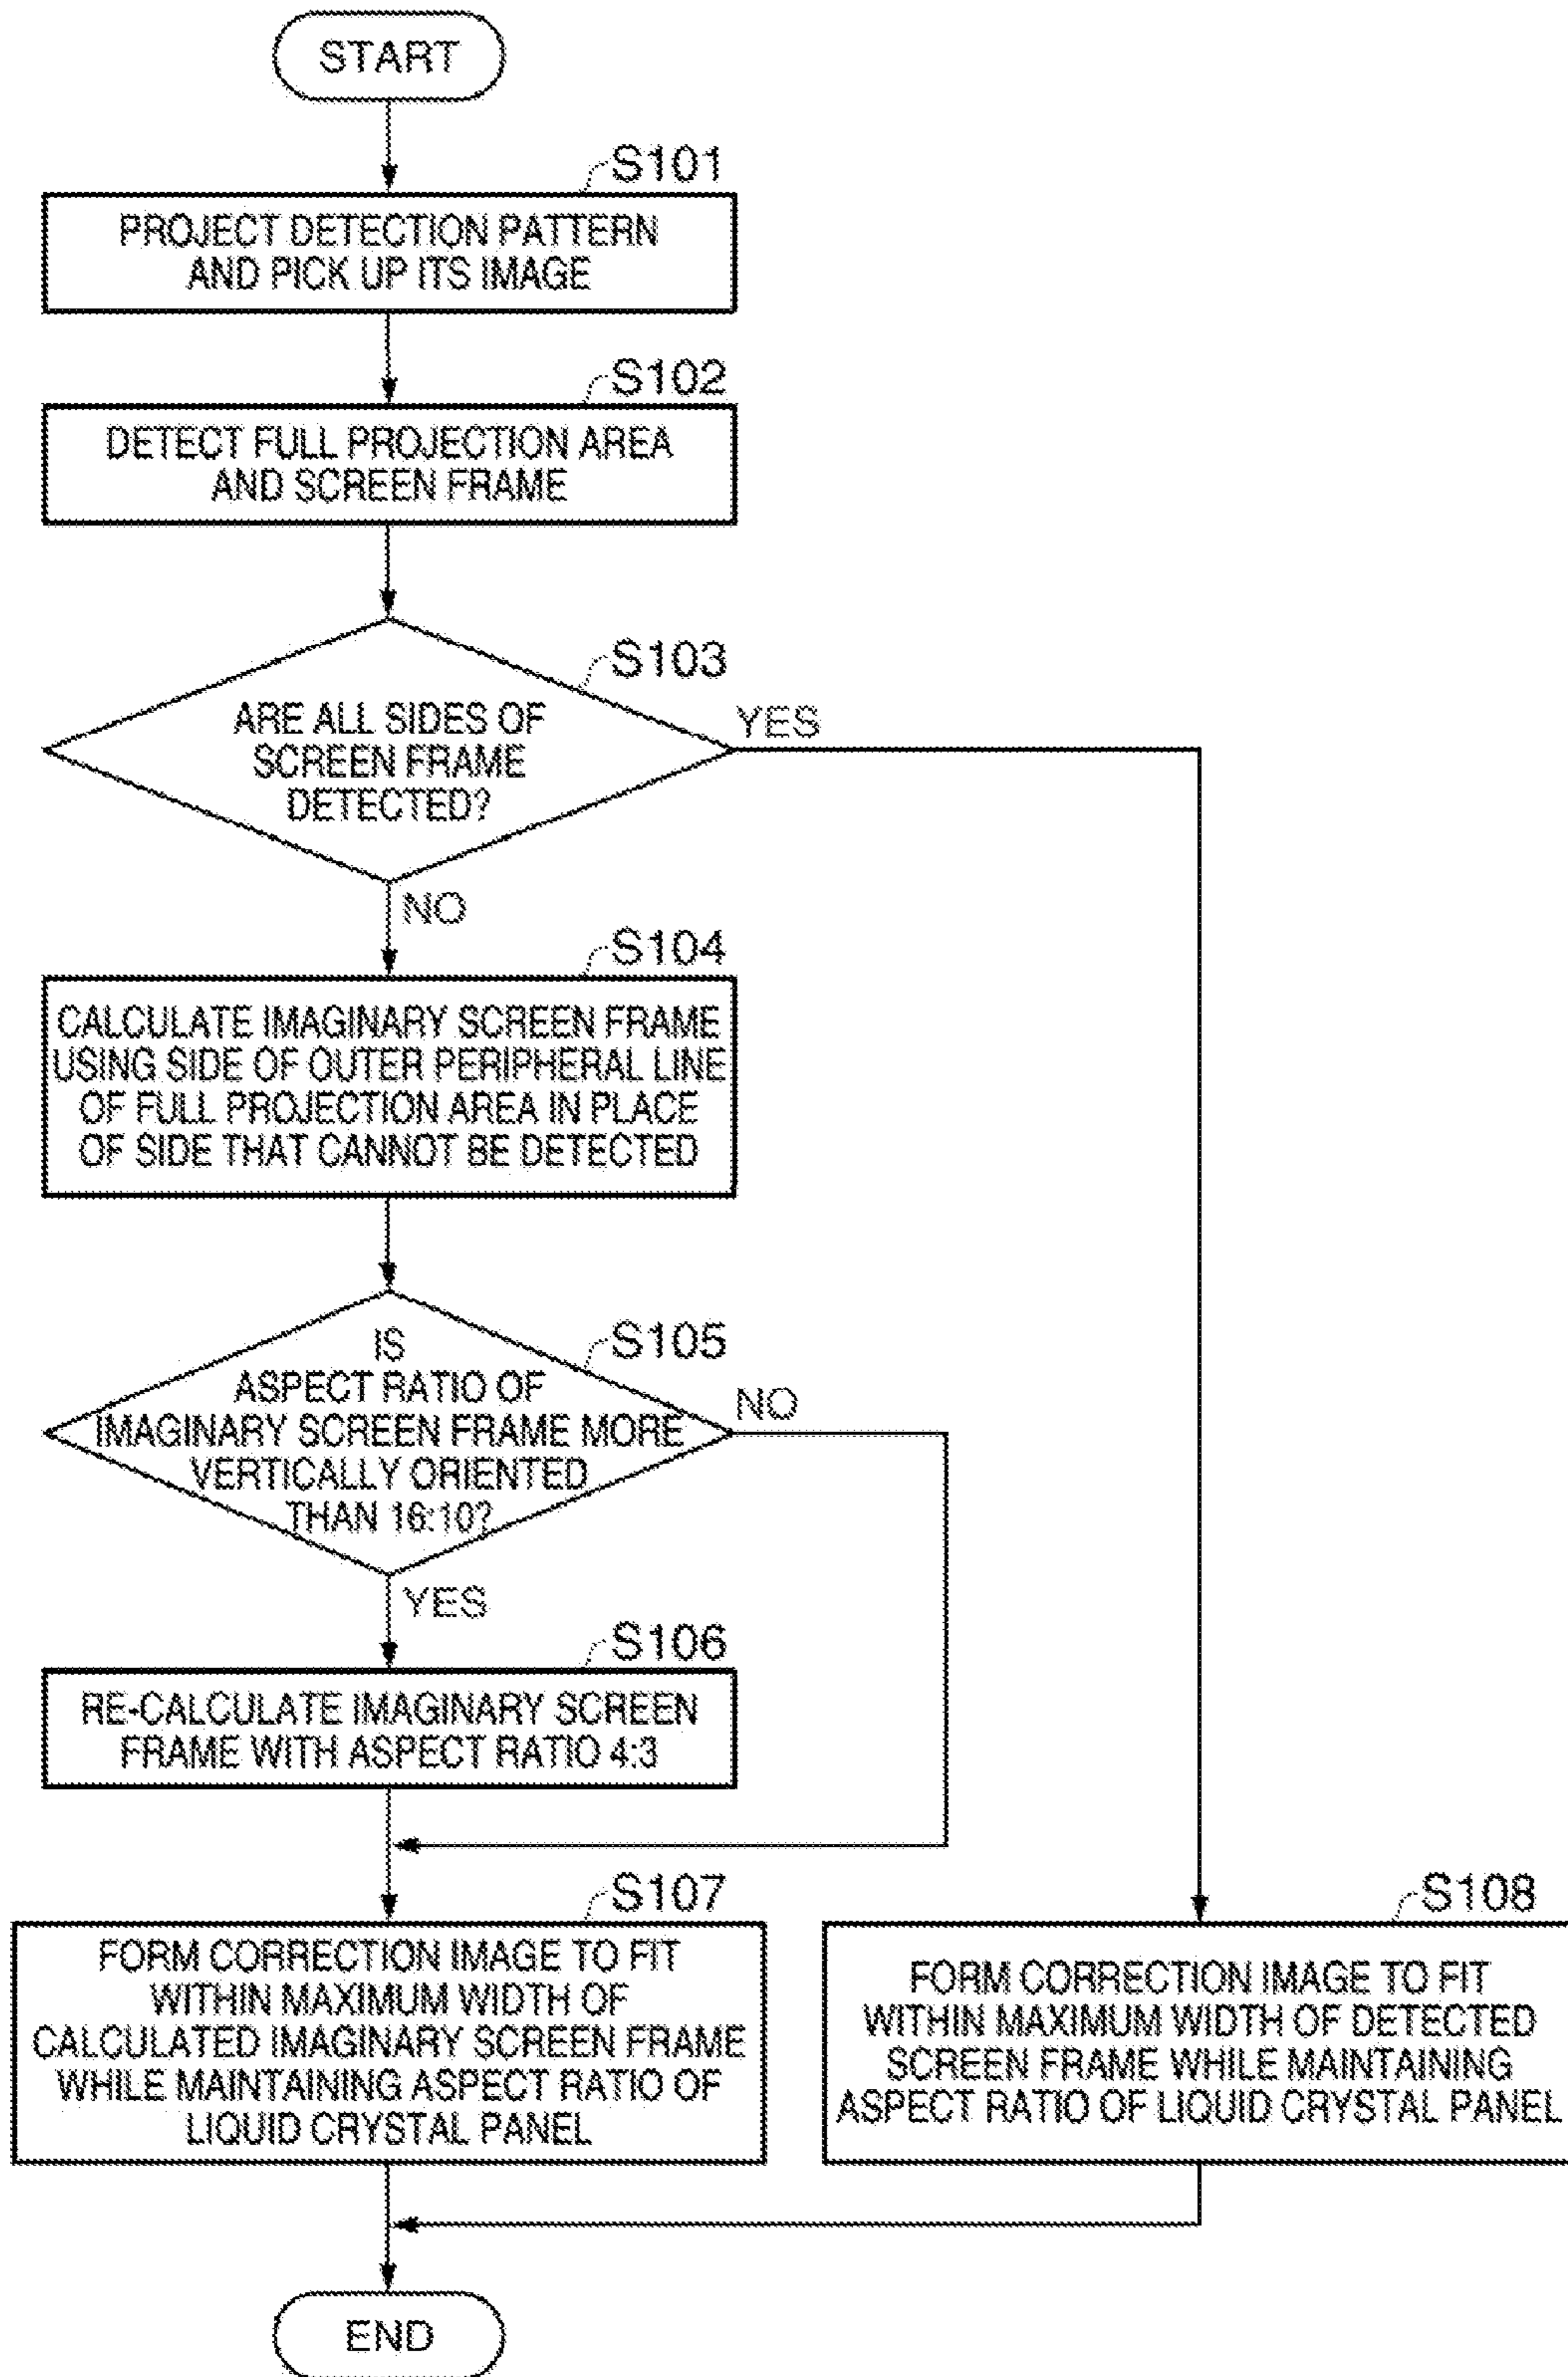 START
S101
PROJECT DETECTION PATTERN
AND PICK UP ITS IMAGE
S102
DETECT FULL PROJECTION AREA
AND SCREEN FRAME
S103
ARE ALL SIDES OF
SCREEN FRAME
DETECTED?
YES
NO
S104
CALCULATE IMAGINARY SCREEN FRAME
USING SIDE OF OUTER PERIPHERAL LINE
OF FULL PROJECTION AREA IN PLACE
OF SIDE THAT CANNOT BE DETECTED
S105
IS
ASPECT RATIO OF
IMAGINARY SCREEN FRAME MORE
VERTICALLY ORIENTED
THAN 16:10?
NO
YES
S106
RE-CALCULATE IMAGINARY SCREEN
FRAME WITH ASPECT RATIO 4:3
S107
FORM CORRECTION IMAGE TO FIT
WITHIN MAXIMUM WIDTH OF
CALCULATED IMAGINARY SCREEN FRAME
WHILE MAINTAINING ASPECT RATIO OF
LIQUID CRYSTAL PANEL
S108
FORM CORRECTION IMAGE TO FIT
WITHIN MAXIMUM WIDTH OF DETECTED
SCREEN FRAME WHILE MAINTAINING
ASPECT RATIO OF LIQUID CRYSTAL PANEL
END